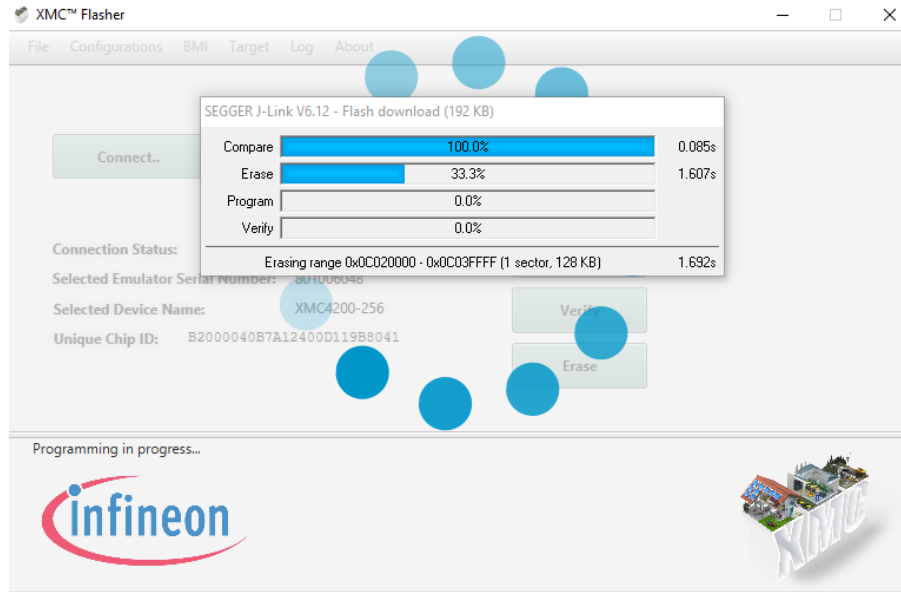 XMC™ Flasher
File Configurations BMI Target Log About
SEGGER J-Link V6.12 - Flash download (192 KB)
Compare 100.0% 0.085s
Erase 33.3% 1.607s
Program 0.0%
Verify 0.0%
Erasing range 0x0C020000 - 0x0C03FFFF (1 sector, 128 KB) 1.692s
Connect..
Connection Status:
Selected Emulator Serial Number: 801006048
Selected Device Name: XMC4200-256
Unique Chip ID: B2000040B7A12400D119B8041
Verify
Erase
Programming in progress...
infineon
XMC